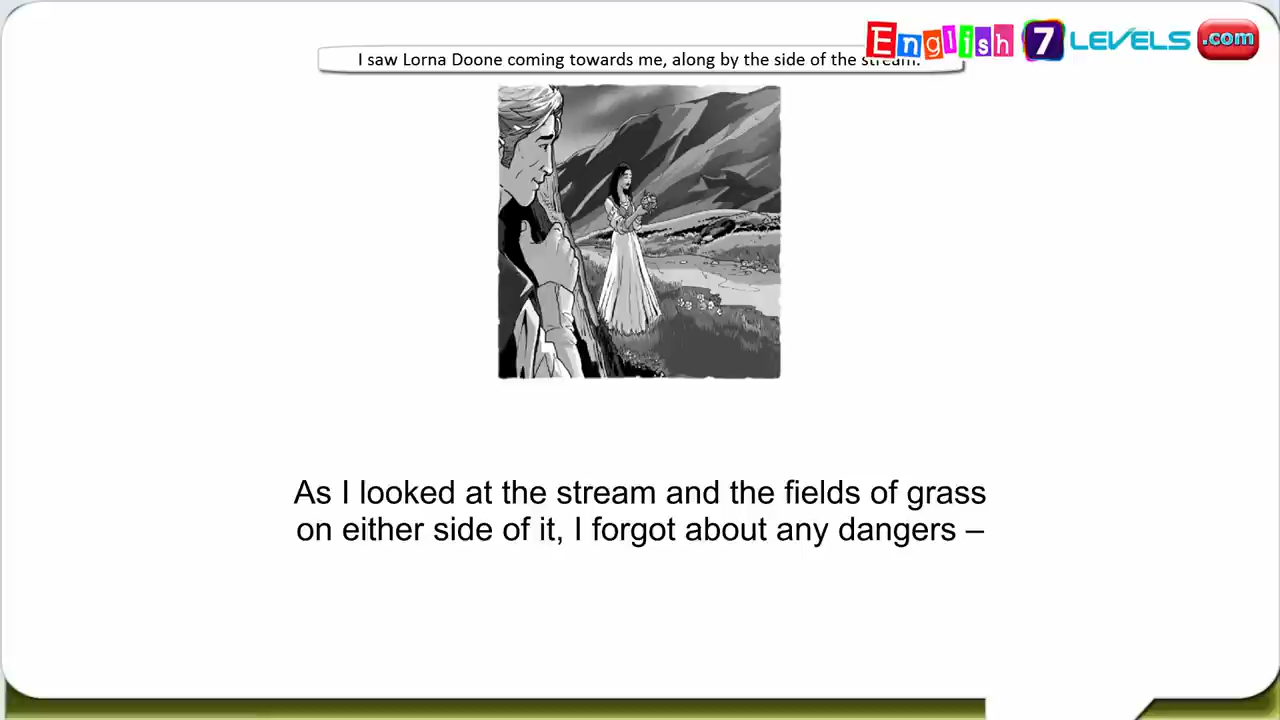 English 7 LEVELS .com
I saw Lorna Doone coming towards me, along by the side of the stream.
As I looked at the stream and the fields of grass
on either side of it, I forgot about any dangers –